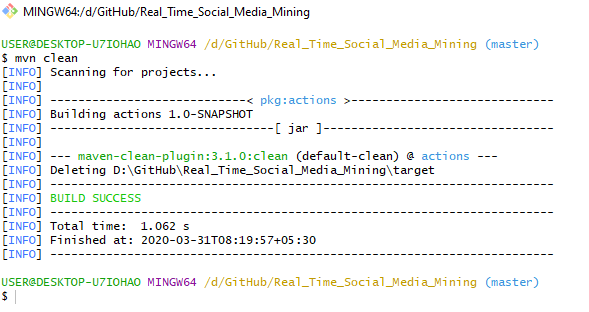 MINGW64:/d/GitHub/Real_Time_Social_Media_Mining
USER@DESKTOP-U7IOHAO MINGW64 /d/GitHub/Real_Time_Social_Media_Mining (master)
$ mvn clean
[INFO] Scanning for projects...
[INFO]
[INFO] ----------------------------< pkg:actions >-----------------------------
[INFO] Building actions 1.0-SNAPSHOT
[INFO] --------------------------------[ jar ]---------------------------------
[INFO]
[INFO] --- maven-clean-plugin:3.1.0:clean (default-clean) @ actions ---
[INFO] Deleting D:\GitHub\Real_Time_Social_Media_Mining\target
[INFO] ------------------------------------------------------------------------
[INFO] BUILD SUCCESS
[INFO] ------------------------------------------------------------------------
[INFO] Total time:  1.062 s
[INFO] Finished at: 2020-03-31T08:19:57+05:30
[INFO] ------------------------------------------------------------------------
USER@DESKTOP-U7IOHAO MINGW64 /d/GitHub/Real_Time_Social_Media_Mining (master)
$